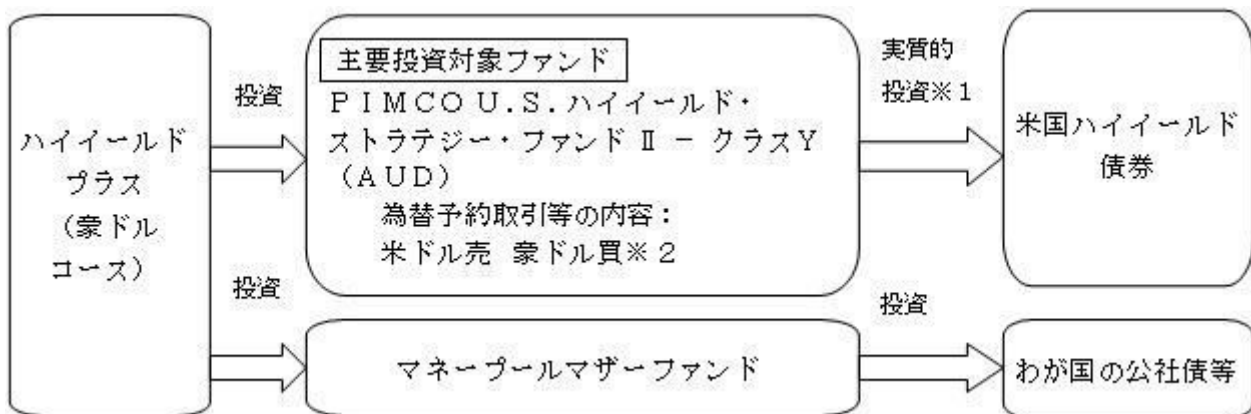 ハイイールド
プラス
（豪ドル
コース）
投資
投資
主要投資対象ファンド
ＰＩＭＣＯ Ｕ.Ｓ.ハイイールド・
ストラテジー・ファンド Ⅱ － クラスＹ
（ＡＵＤ）
為替予約取引等の内容：
米ドル売 豪ドル買※２
マネープールマザーファンド
実質的
投資※１
投資
米国ハイイールド
債券
わが国の公社債等